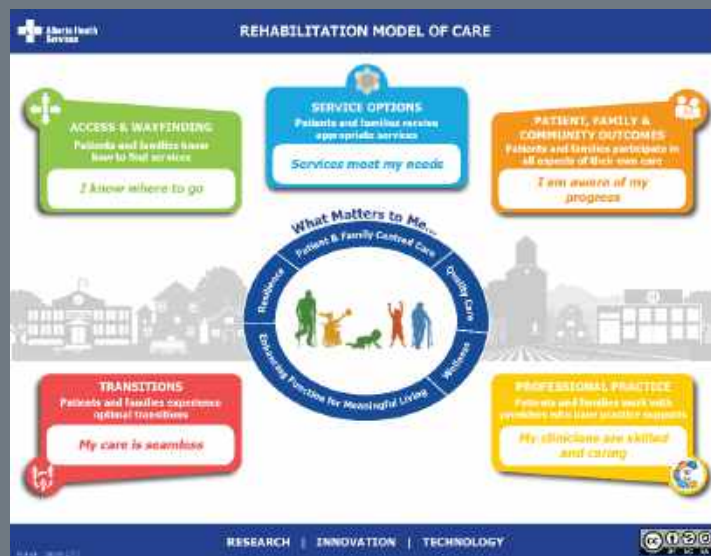 Alberta Health
Services
REHABILITATION MODEL OF CARE
ACCESS & WAYFINDING
Patients and families know
how to find services
I know where to go
SERVICE OPTIONS
Patients and families receive
appropriate services
Services meet my needs
PATIENT, FAMILY &
COMMUNITY OUTCOMES
Patients and families participate in
all aspects of their own care
I am aware of my
progress
What Matters to Me...
Patient & Family Centred Care
Resilience
Quality Care
Enhancing Function for Meaningful Living
Wellness
TRANSITIONS
Patients and families experience
optimal transitions
My care is seamless
PROFESSIONAL PRACTICE
Patients and families work with
providers who have practice supports
My clinicians are skilled
and caring
RESEARCH | INNOVATION | TECHNOLOGY
cc
BY NC SA